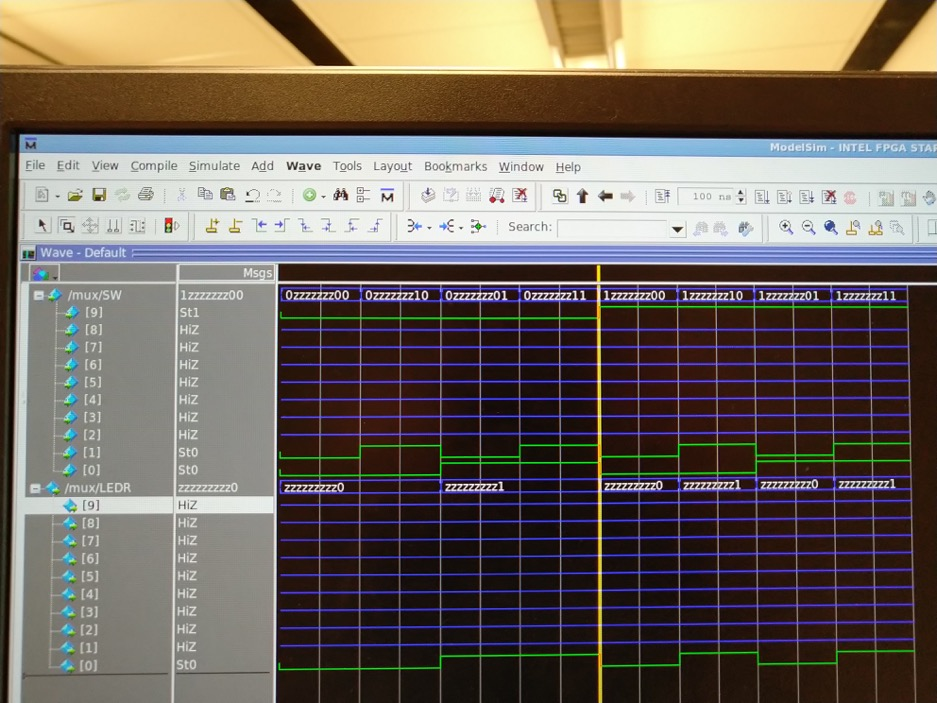 M
ModelSim - INTEL FPGA STAR
File Edit View Compile Simulate Add Wave Tools Layout Bookmarks Window Help
M 100 ns
Search:
Wave - Default
Msgs
/mux/SW 1zzzzzzz00 0zzzzzzz00 0zzzzzzz10 0zzzzzzz01 0zzzzzzz11 1zzzzzzz00 1zzzzzzz10 1zzzzzzz01 1zzzzzzz11
[9] St1
[8] HiZ
[7] HiZ
[6] HiZ
[5] HiZ
[4] HiZ
[3] HiZ
[2] HiZ
[1] St0
[0] St0
/mux/LEDR zzzzzzzzz0 zzzzzzzzz0 zzzzzzzzz1 zzzzzzzzz0 zzzzzzzzz1 zzzzzzzzz0 zzzzzzzzz1
[9] HiZ
[8] HiZ
[7] HiZ
[6] HiZ
[5] HiZ
[4] HiZ
[3] HiZ
[2] HiZ
[1] HiZ
[0] St0